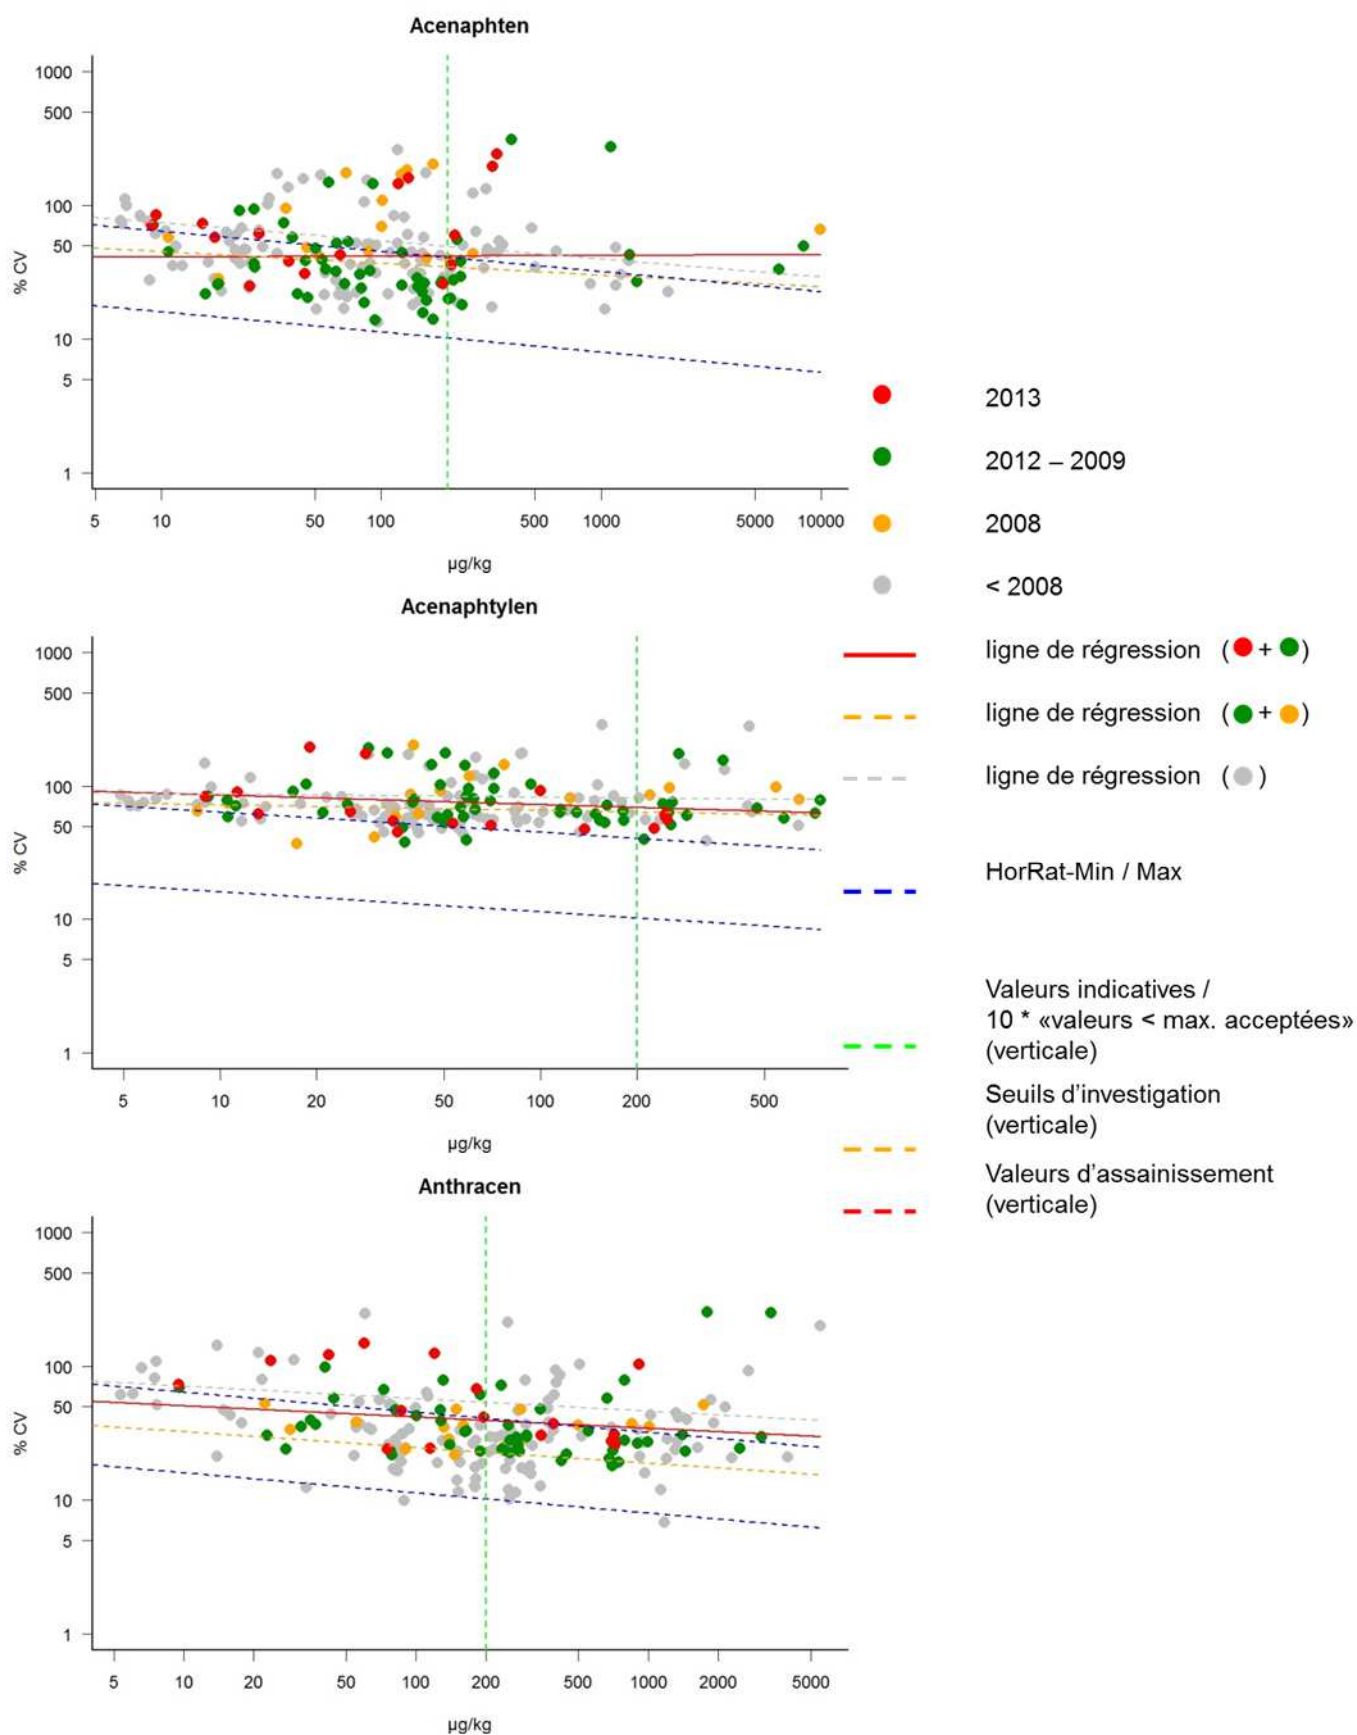 Acenaphten
1000
500
100
50
10
5
1
% CV
5 10 50 100 500 1000 5000 10000
µg/kg
2013
2012 – 2009
2008
< 2008
ligne de régression ( + )
ligne de régression ( + )
ligne de régression ( )
HorRat-Min / Max
Valeurs indicatives /
10 * «valeurs < max. acceptées»
(verticale)
Seuils d’investigation
(verticale)
Valeurs d’assainissement
(verticale)
Acenaphtylen
1000
500
100
50
10
5
1
% CV
5 10 20 50 100 200 500
µg/kg
Anthracen
1000
500
100
50
10
5
1
% CV
5 10 20 50 100 200 500 1000 2000 5000
µg/kg